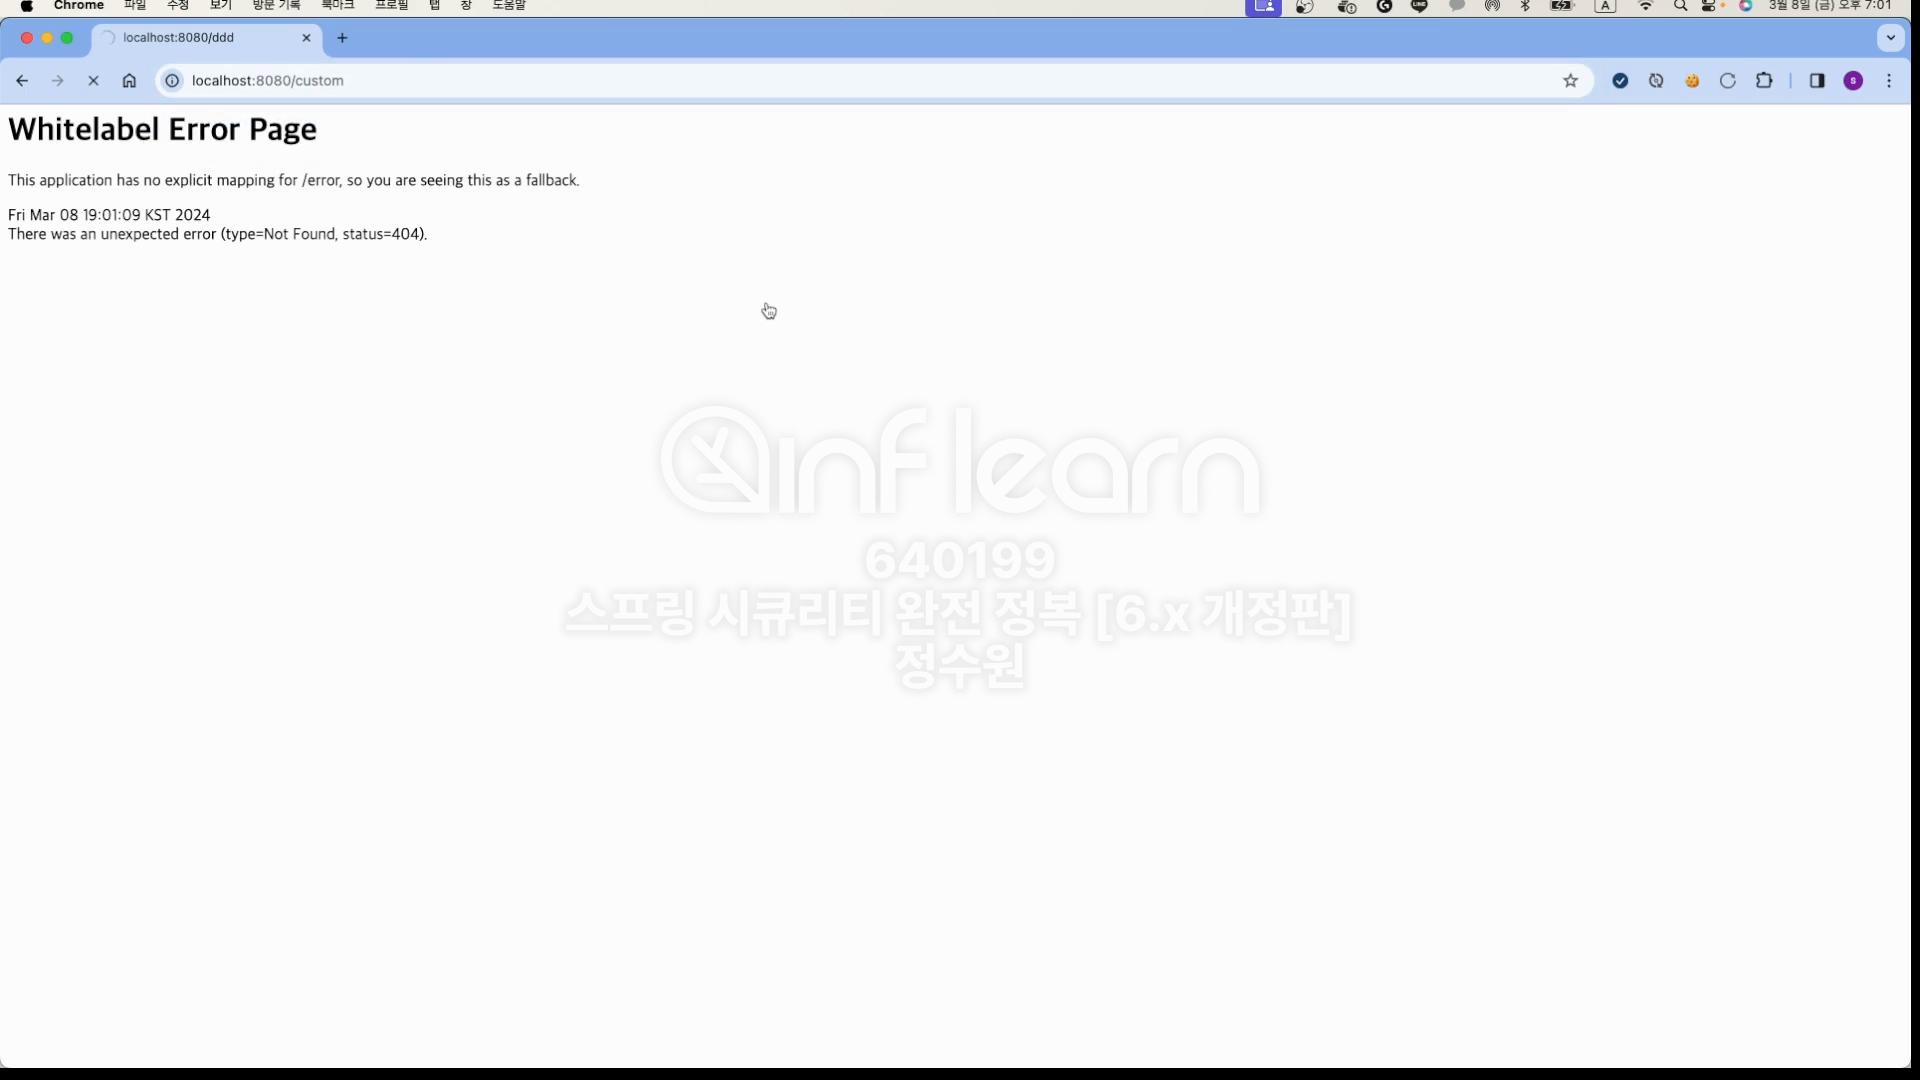 Chrome 파일 수정 보기 방문 기록 북마크 프로필 탭 창 도움말 A 3월 8일 (금) 오후 7:01
localhost:8080/ddd
localhost:8080/custom S
Whitelabel Error Page
This application has no explicit mapping for /error, so you are seeing this as a fallback.
Fri Mar 08 19:01:09 KST 2024
There was an unexpected error (type=Not Found, status=404).
inflearn
640199
스프링 시큐리티 완전 정복 [6.x 개정판]
정수원